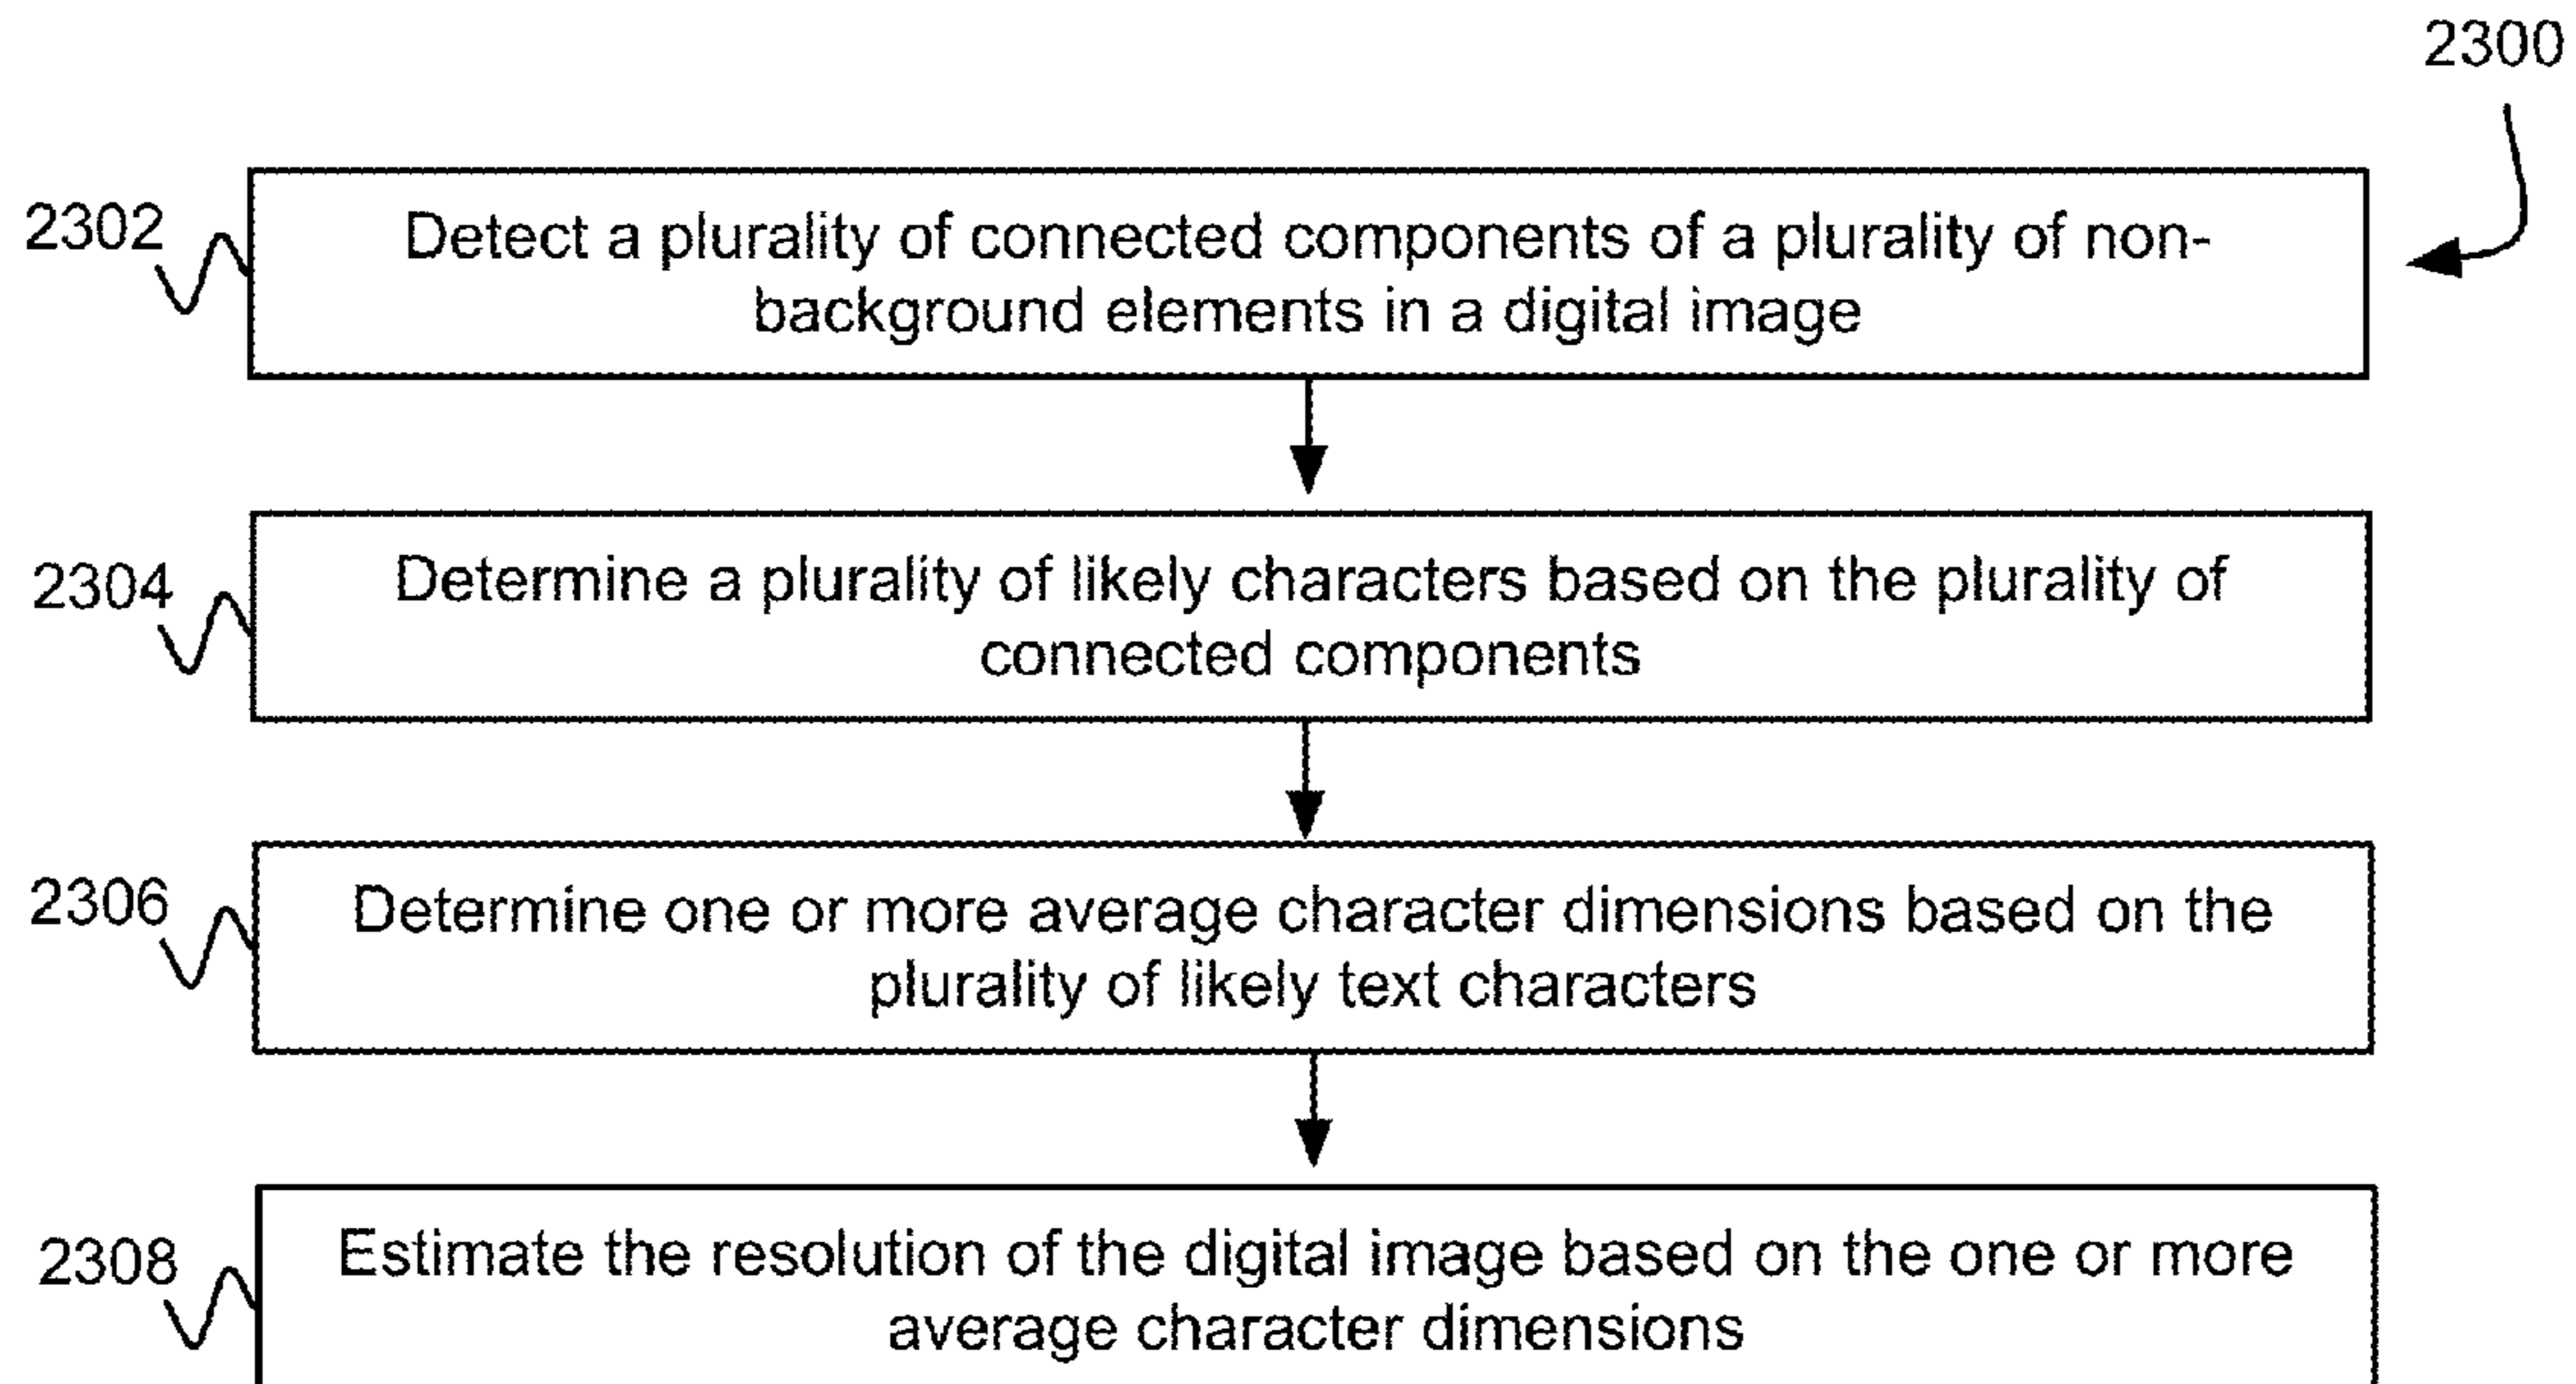 2300
2302
Detect a plurality of connected components of a plurality of non-
background elements in a digital image
2304
Determine a plurality of likely characters based on the plurality of
connected components
2306
Determine one or more average character dimensions based on the
plurality of likely text characters
2308
Estimate the resolution of the digital image based on the one or more
average character dimensions